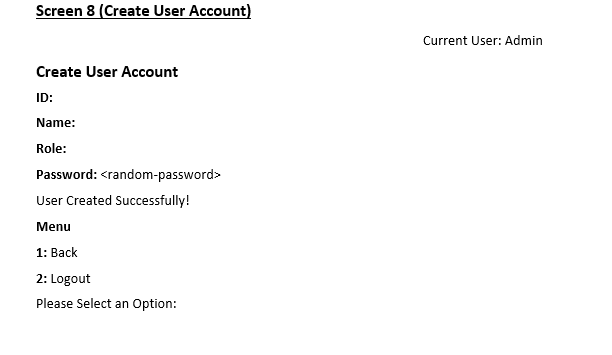 Screen 8 (Create User Account)
Current User: Admin
Create User Account
ID:
Name:
Role:
Password: <random-password>
User Created Successfully!
Menu
1: Back
2: Logout
Please Select an Option: